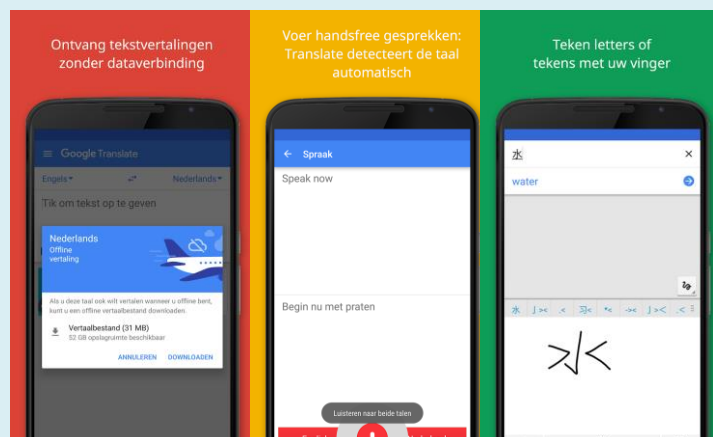 Ontvang tekstvertalingen
zonder dataverbinding
Google Translate
Engels
Nederlands
Tik om tekst op te geven
Nederlands
Offline
vertaling
Als u deze taal ook wilt vertalen wanneer u offline bent,
kunt u een offline vertaalbestand downloaden.
Vertaalbestand (31 MB)
52 GB opslagruimte beschikbaar
ANNULEREN DOWNLOADEN
Voer handsfree gesprekken:
Translate detecteert de taal
automatisch
Spraak
Speak now
Begin nu met praten
Luisteren naar beide talen
Teken letters of
tekens met uw vinger
水
water
水
水